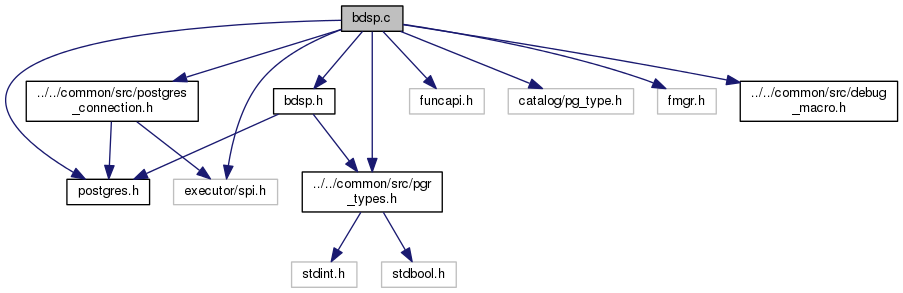 bdsp.c
../../common/src/postgres
_connection.h
bdsp.h
funcapi.h
catalog/pg_type.h
fmgr.h
../../common/src/debug
_macro.h
postgres.h
executor/spi.h
../../common/src/pgr
_types.h
stdint.h
stdbool.h